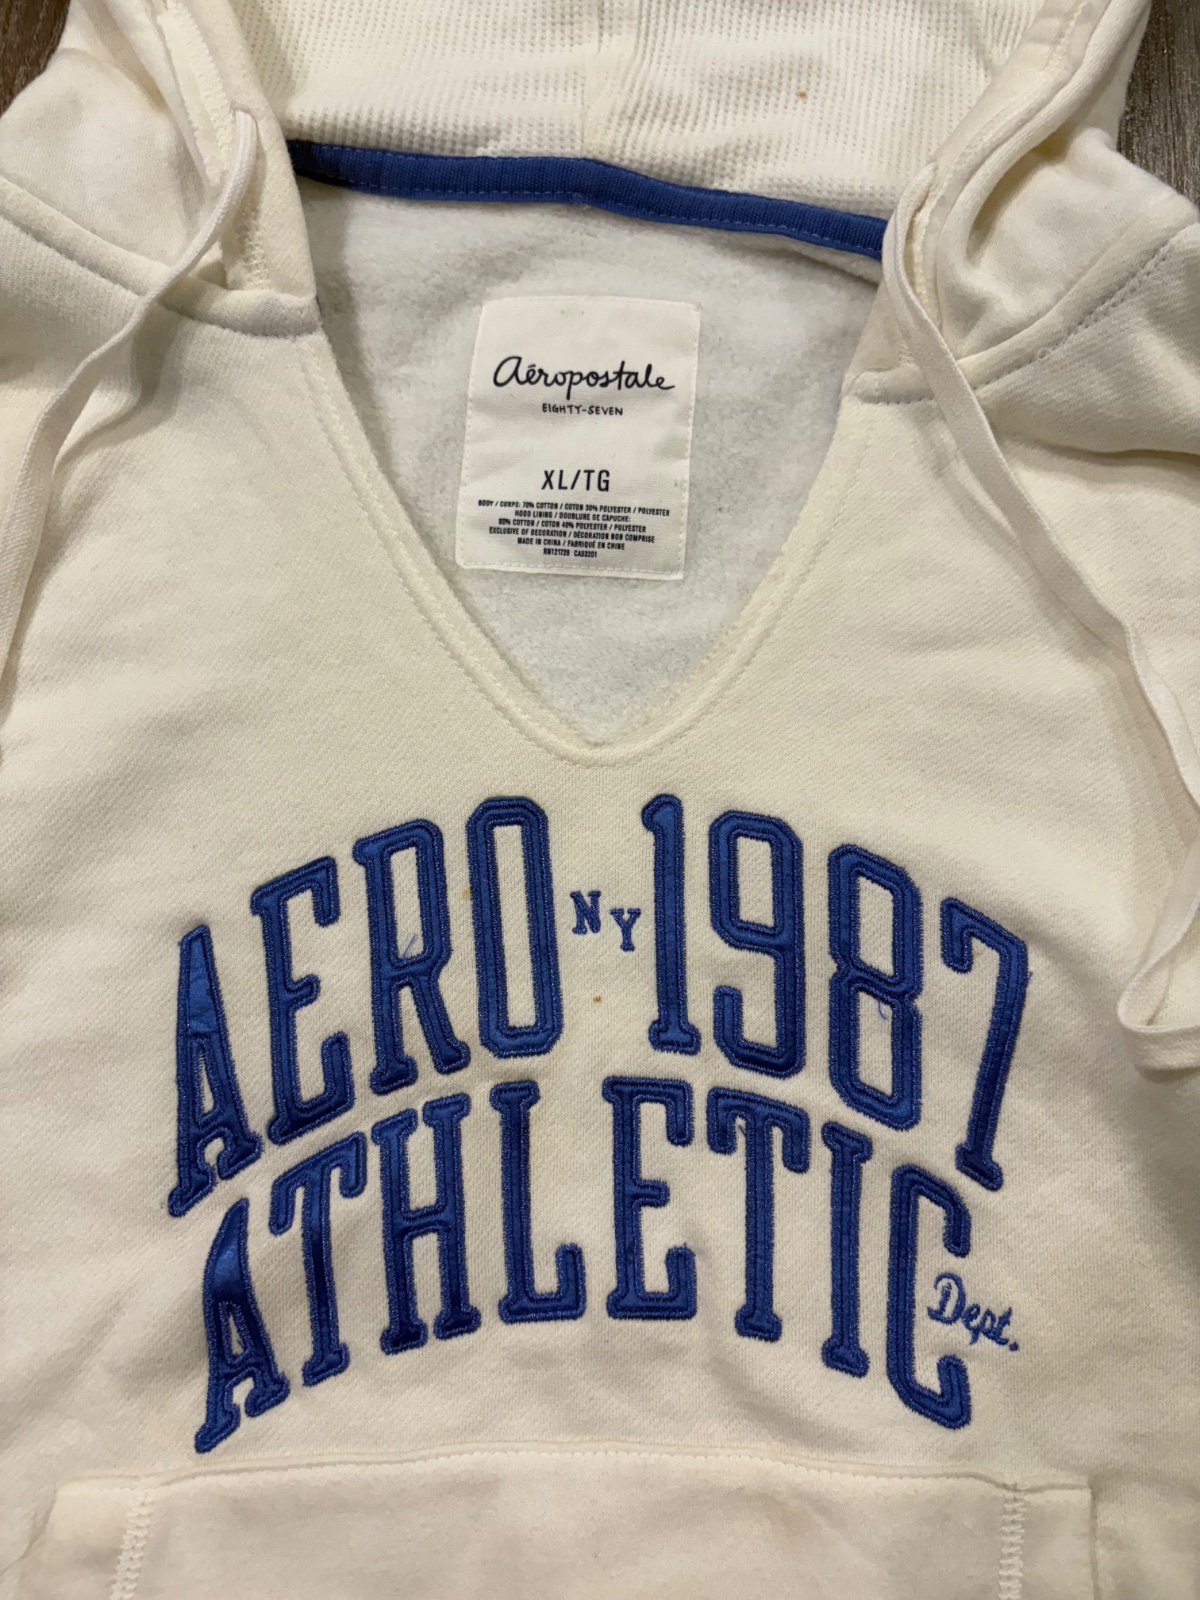 Aéropostale
EIGHTY-SEVEN
XL/TG
BODY / CORPS: 70% COTTON / COTON 30% POLYESTER / POLYESTER
HOOD LINING / DOUBLURE DE CAPUCHE:
60% COTTON / COTON 40% POLYESTER / POLYESTER
EXCLUSIVE OF DECORATION / DÉCORATION NON COMPRISE
MADE IN CHINA / FABRIQUÉ EN CHINE
RN121729 CA53201
AERO NY 1987
ATHLETIC
Dept.